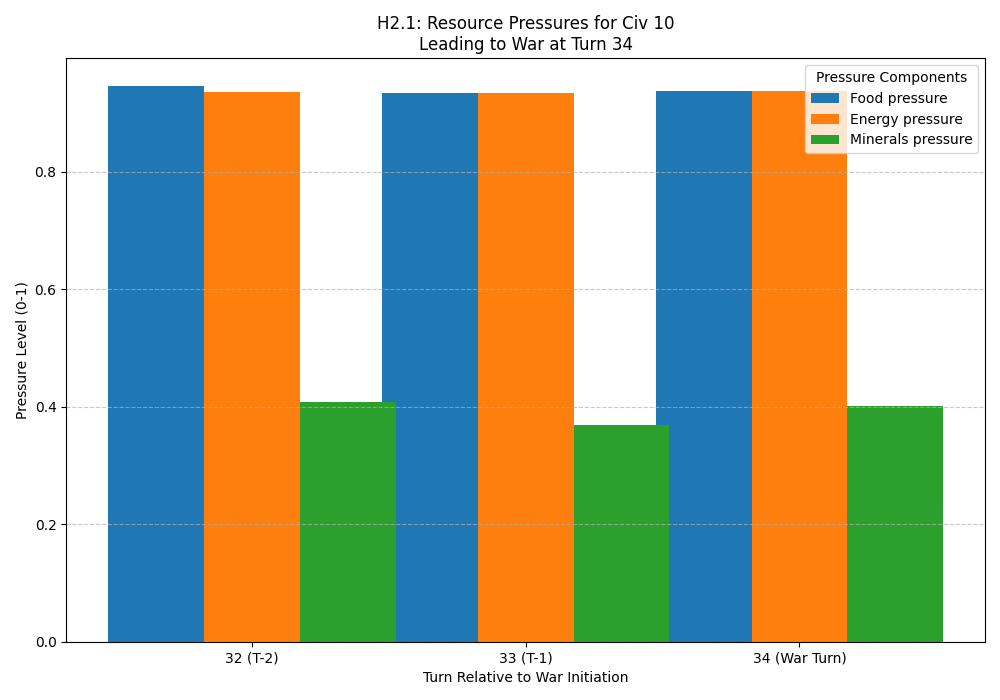 H2.1: Resource Pressures for Civ 10
Leading to War at Turn 34
Pressure Components
Food pressure
Energy pressure
Minerals pressure
Pressure Level (0-1)
0.8
0.6
0.4
0.2
0.0
32 (T-2)
33 (T-1)
34 (War Turn)
Turn Relative to War Initiation